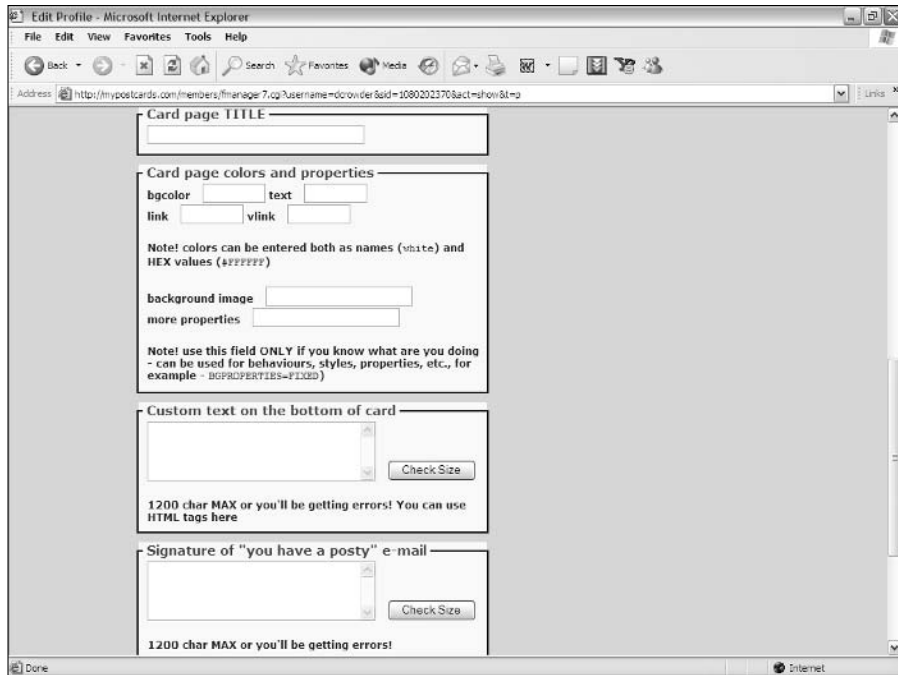 Edit Profile - Microsoft Internet Explorer
File Edit View Favorites Tools Help
Back Search Favorites Media
Address http://mypostcards.com/members/fmanager7.cgi?username=dcrowder&sid=1080202370&act=show&t=p Links
Card page TITLE
Card page colors and properties
bgcolor text
link vlink
Note! colors can be entered both as names (white) and
HEX values (#FFFFFF)
background image
more properties
Note! use this field ONLY if you know what are you doing
- can be used for behaviours, styles, properties, etc., for
example - BGPROPERTIES=FIXED)
Custom text on the bottom of card
Check Size
1200 char MAX or you'll be getting errors! You can use
HTML tags here
Signature of "you have a posty" e-mail
Check Size
1200 char MAX or you'll be getting errors!
Done Internet